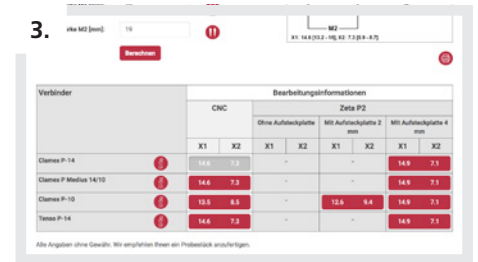 3.
rke M2 [mm]: 19
Berechnen
M2
X1 14.6 [13.2 - 16], X2 7.3 [5.9 - 8.7]
Verbinder Bearbeitungsinformationen
CNC Zeta P2
Ohne Aufsteckplatte Mit Aufsteckplatte 2 mm Mit Aufsteckplatte 4 mm
X1 X2 X1 X2 X1 X2 X1 X2
Clamex P-14 14.6 7.3 - - 14.9 7.1
Clamex P Medius 14/10 14.6 7.3 - - 14.9 7.1
Clamex P-10 15.5 6.5 - 12.6 9.4 14.9 7.1
Tenso P-14 14.6 7.3 - - 14.9 7.1
Alle Angaben ohne Gewähr. Wir empfehlen Ihnen ein Probestück anzufertigen.